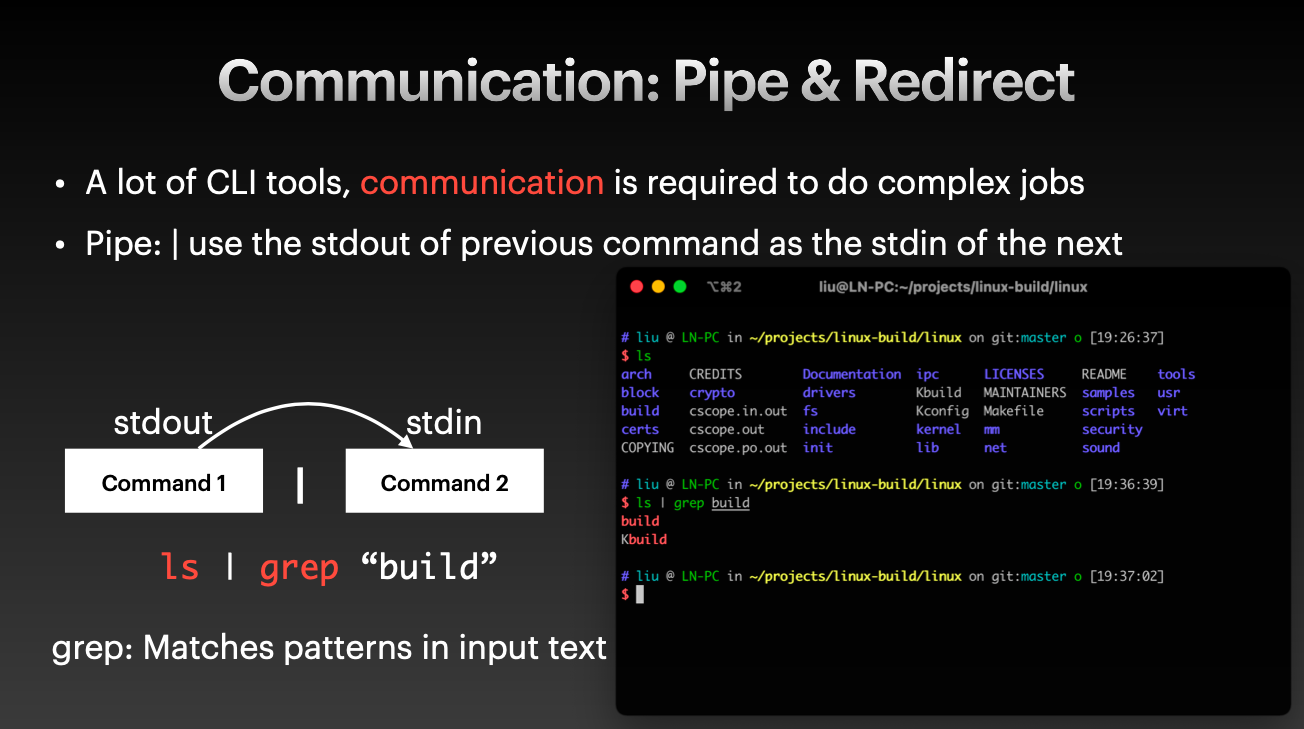 Communication: Pipe & Redirect
• A lot of CLI tools, communication is required to do complex jobs
• Pipe: | use the stdout of previous command as the stdin of the next
stdout stdin
Command 1 | Command 2
ls | grep “build”
grep: Matches patterns in input text
⌥⌘2 liu@LN-PC:~/projects/linux-build/linux
# liu @ LN-PC in ~/projects/linux-build/linux on git:master o [19:26:37]
$ ls
arch CREDITS Documentation ipc LICENSES README tools
block crypto drivers Kbuild MAINTAINERS samples usr
build cscope.in.out fs Kconfig Makefile scripts virt
certs cscope.out include kernel mm security
COPYING cscope.po.out init lib net sound
# liu @ LN-PC in ~/projects/linux-build/linux on git:master o [19:36:39]
$ ls | grep build
build
Kbuild
# liu @ LN-PC in ~/projects/linux-build/linux on git:master o [19:37:02]
$